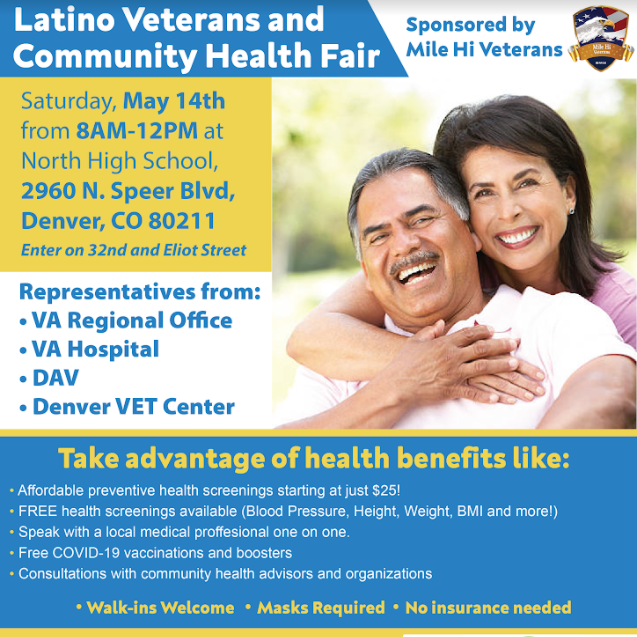 Latino Veterans and
Community Health Fair
Sponsored by
Mile Hi Veterans
Mile Hi
Saturday, May 14th
from 8AM-12PM at
North High School,
2960 N. Speer Blvd,
Denver, CO 80211
Enter on 32nd and Eliot Street
Representatives from:
• VA Regional Office
• VA Hospital
• DAV
• Denver VET Center
Take advantage of health benefits like:
• Affordable preventive health screenings starting at just $25!
• FREE health screenings available (Blood Pressure, Height, Weight, BMI and more!)
• Speak with a local medical proffesional one on one.
• Free COVID-19 vaccinations and boosters
• Consultations with community health advisors and organizations
• Walk-ins Welcome • Masks Required • No insurance needed